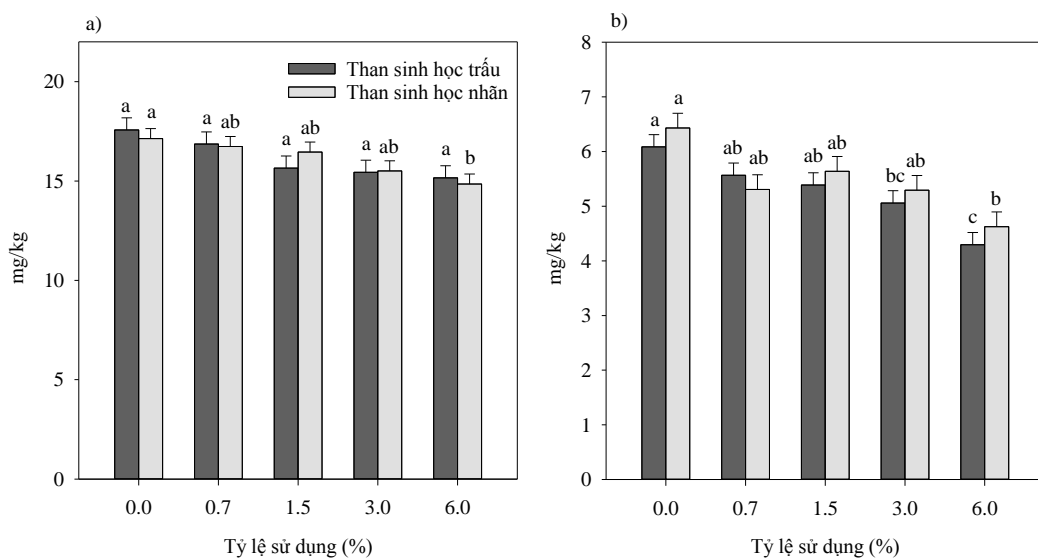 a)
20
15
10
5
0
mg/kg
Than sinh học trấu
Than sinh học nhãn
a a a ab a ab a ab a b
0.0 0.7 1.5 3.0 6.0
Tỷ lệ sử dụng (%)
b)
8
7
6
5
4
3
2
1
0
mg/kg
a a ab ab ab ab bc ab c b
0.0 0.7 1.5 3.0 6.0
Tỷ lệ sử dụng (%)